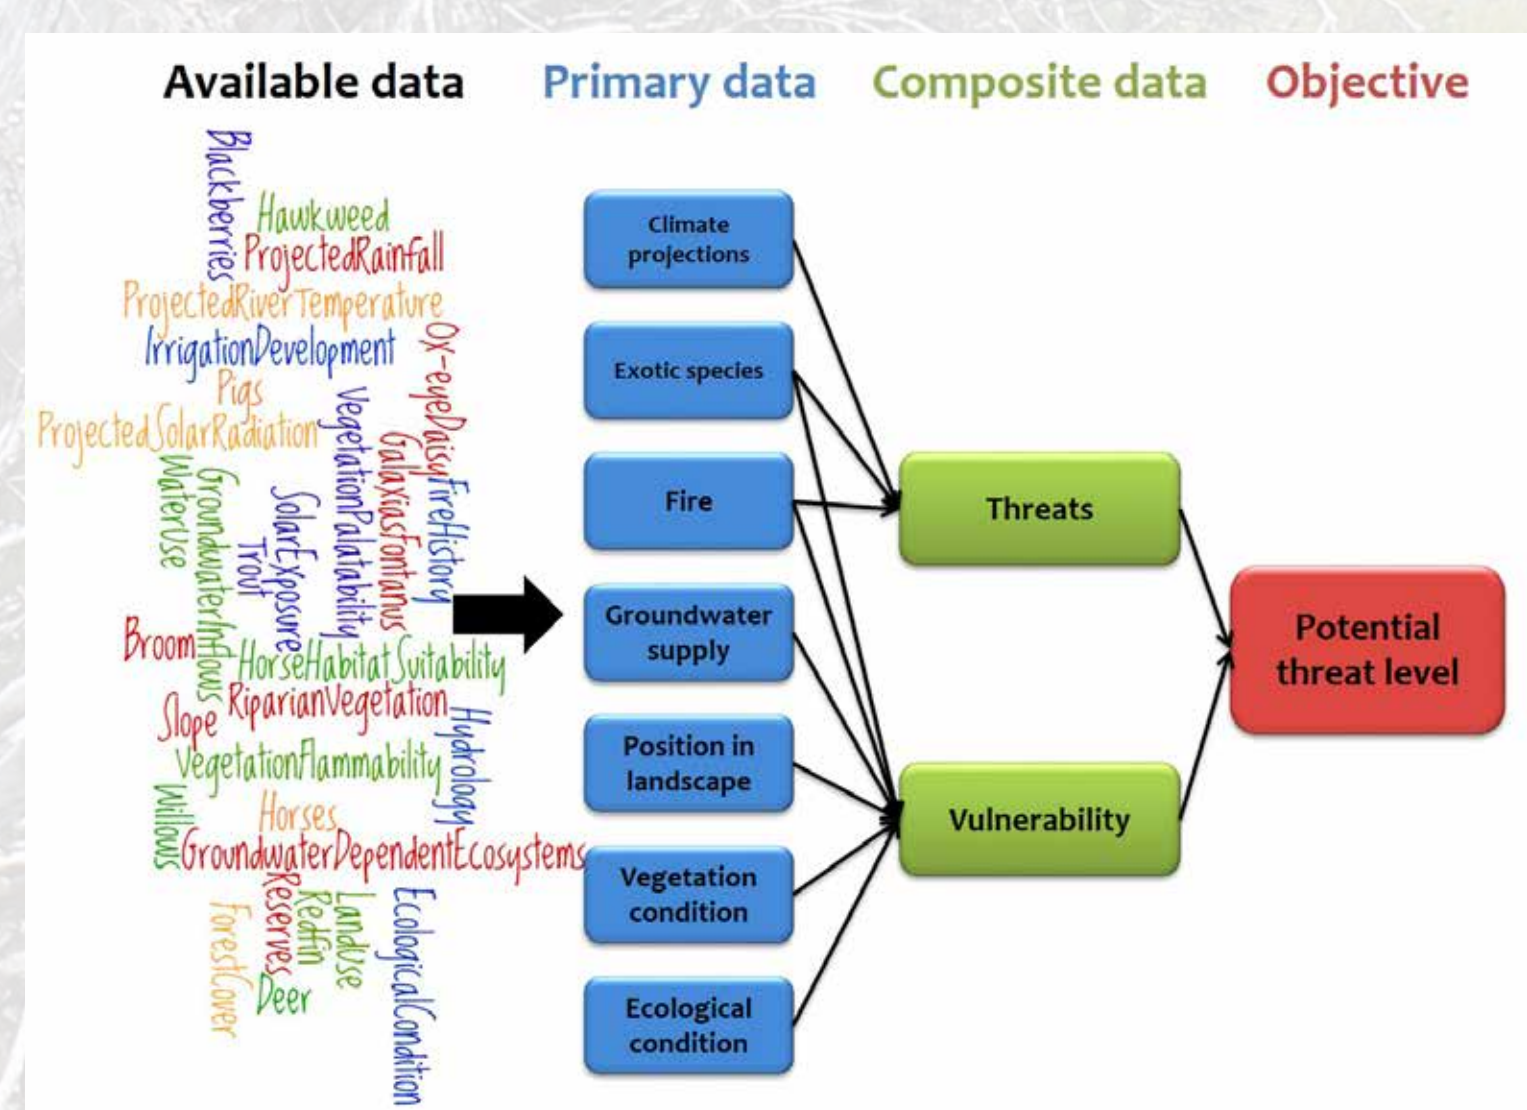 Available data
Primary data
Composite data
Objective
Blackberries
Hawkweed
ProjectedRainfall
ProjectedRiverTemperature
IrrigationDevelopment
Ox-eyeDaisy
Pigs
ProjectedSolarRadiation
VegetationPalatability
GalaxiasFontanus
FireHistory
WaterUse
GroundwaterInflows
SolarExposure
Trout
Broom
HorseHabitatSuitability
RiparianVegetation
Slope
Hydrology
VegetationFlammability
Willows
Horses
GroundwaterDependentEcosystems
Reserves
Redfin
LandUse
EcologicalCondition
ForestCover
Deer
Climate
projections
Exotic species
Fire
Groundwater
supply
Position in
landscape
Vegetation
condition
Ecological
condition
Threats
Vulnerability
Potential
threat level